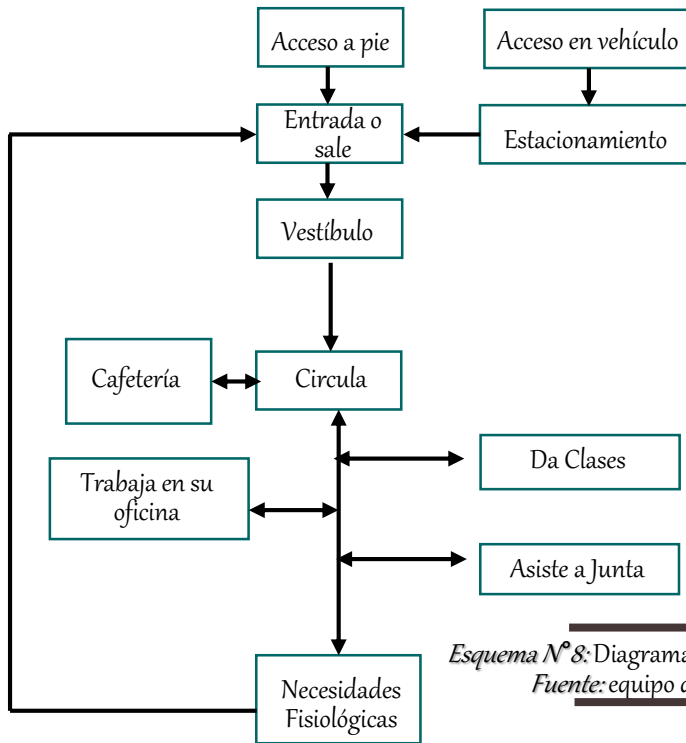 Acceso a pie
Acceso en vehículo
Entrada o
sale
Estacionamiento
Vestíbulo
Cafetería
Circula
Da Clases
Trabaja en su
oficina
Asiste a Junta
Esquema N° 8: Diagrama
Fuente: equipo
Necesidades
Fisiológicas